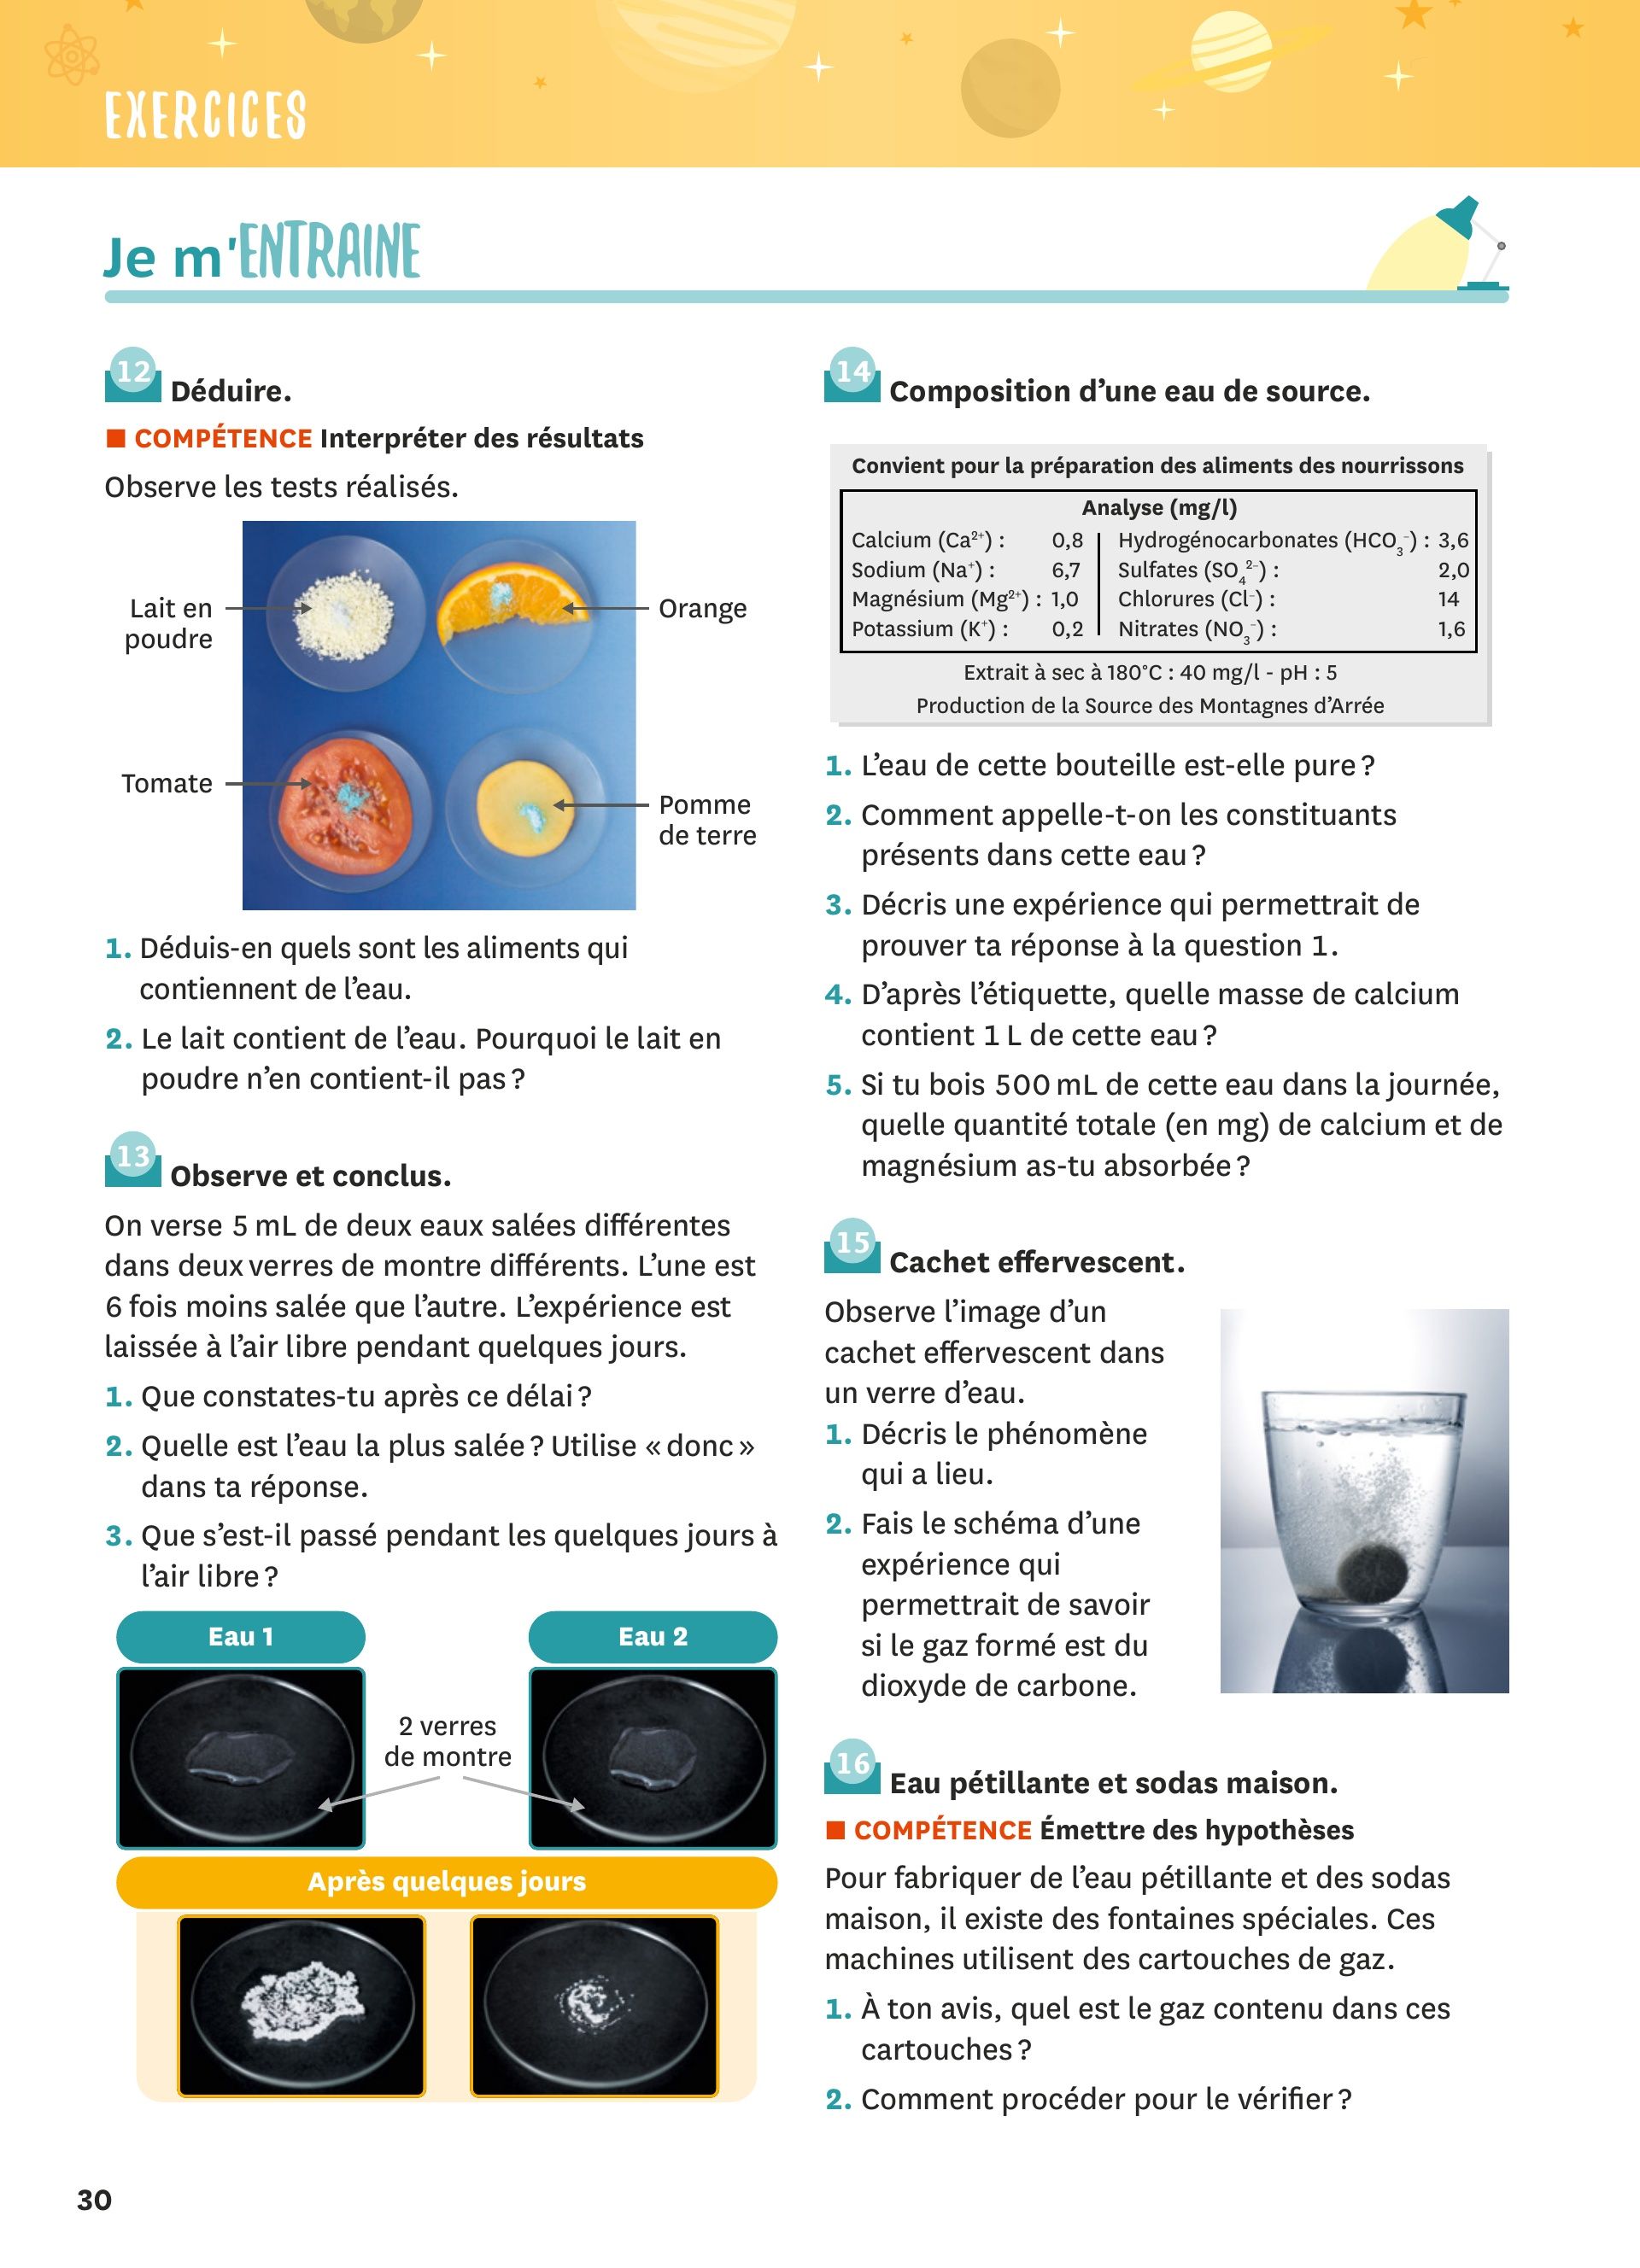 EXERCICES
Je m'ENTRAINE
12 Déduire.
■ COMPÉTENCE Interpréter des résultats
Observe les tests réalisés.
Lait en
poudre
Orange
Tomate
Pomme
de terre
1. Déduis-en quels sont les aliments qui
contiennent de l'eau.
2. Le lait contient de l'eau. Pourquoi le lait en
poudre n'en contient-il pas ?
13 Observe et conclus.
On verse 5 mL de deux eaux salées différentes
dans deux verres de montre différents. L'une est
6 fois moins salée que l'autre. L'expérience est
laissée à l'air libre pendant quelques jours.
1. Que constates-tu après ce délai ?
2. Quelle est l'eau la plus salée ? Utilise « donc »
dans ta réponse.
3. Que s'est-il passé pendant les quelques jours à
l'air libre ?
Eau 1
Eau 2
2 verres
de montre
Après quelques jours
14 Composition d'une eau de source.
Convient pour la préparation des aliments des nourrissons
Analyse (mg/l)
Calcium (Ca²⁺) : 0,8 Hydrogénocarbonates (HCO₃⁻) : 3,6
Sodium (Na⁺) : 6,7 Sulfates (SO₄²⁻) : 2,0
Magnésium (Mg²⁺) : 1,0 Chlorures (Cl⁻) : 14
Potassium (K⁺) : 0,2 Nitrates (NO₃⁻) : 1,6
Extrait à sec à 180°C : 40 mg/l - pH : 5
Production de la Source des Montagnes d'Arrée
1. L'eau de cette bouteille est-elle pure ?
2. Comment appelle-t-on les constituants
présents dans cette eau ?
3. Décris une expérience qui permettrait de
prouver ta réponse à la question 1.
4. D'après l'étiquette, quelle masse de calcium
contient 1 L de cette eau ?
5. Si tu bois 500 mL de cette eau dans la journée,
quelle quantité totale (en mg) de calcium et de
magnésium as-tu absorbée ?
15 Cachet effervescent.
Observe l'image d'un
cachet effervescent dans
un verre d'eau.
1. Décris le phénomène
qui a lieu.
2. Fais le schéma d'une
expérience qui
permettrait de savoir
si le gaz formé est du
dioxyde de carbone.
16 Eau pétillante et sodas maison.
■ COMPÉTENCE Émettre des hypothèses
Pour fabriquer de l'eau pétillante et des sodas
maison, il existe des fontaines spéciales. Ces
machines utilisent des cartouches de gaz.
1. À ton avis, quel est le gaz contenu dans ces
cartouches ?
2. Comment procéder pour le vérifier ?
30